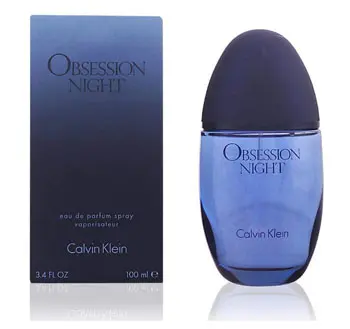 OBSESSION
NIGHT
eau de parfum spray
vaporisateur
Calvin Klein
3.4 FL OZ 100 ml ℮
OBSESSION
NIGHT
Calvin Klein